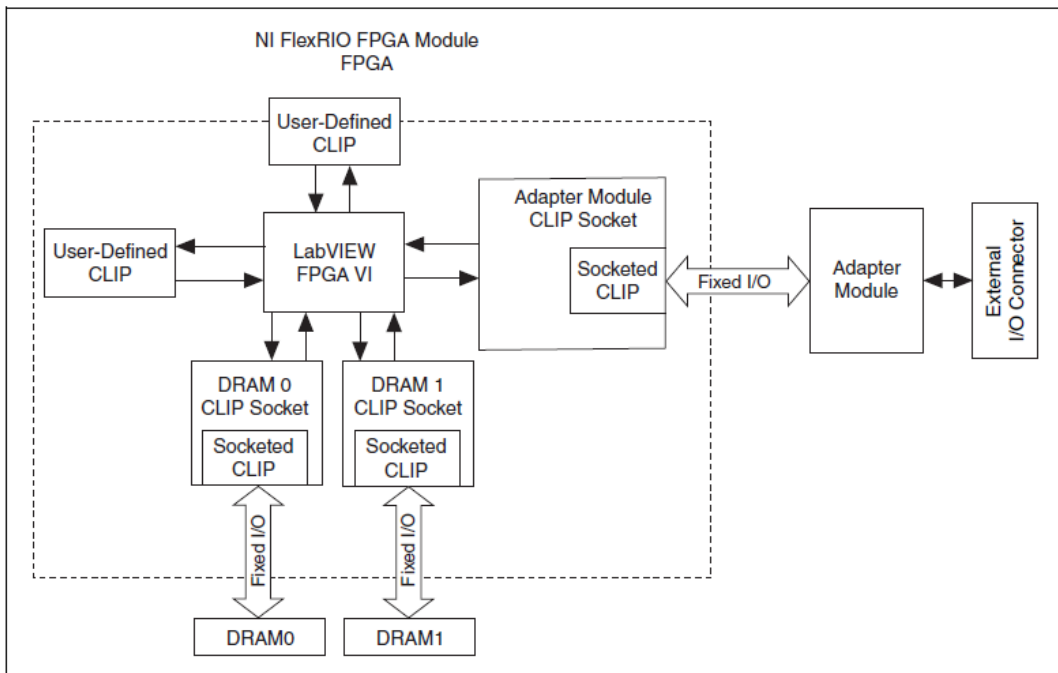 NI FlexRIO FPGA Module
FPGA
User-Defined
CLIP
User-Defined
CLIP
LabVIEW
FPGA VI
Adapter Module
CLIP Socket
Socketed
CLIP
Fixed I/O
Adapter
Module
External
I/O Connector
DRAM 0
CLIP Socket
Socketed
CLIP
DRAM 1
CLIP Socket
Socketed
CLIP
Fixed I/O
Fixed I/O
DRAM0
DRAM1